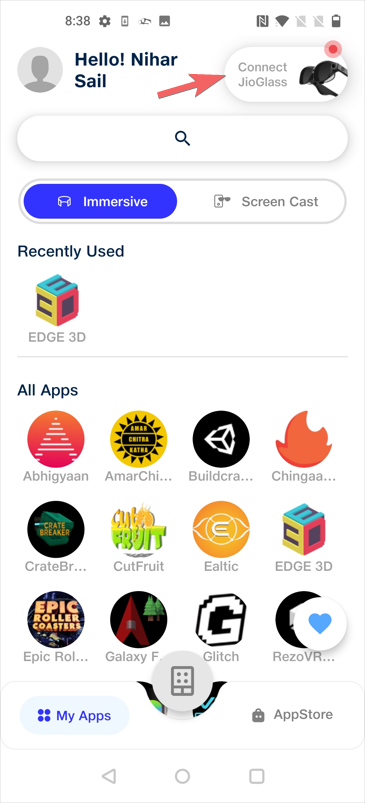 8:38
Hello! Nihar
Sail
Connect
JioGlass
Immersive
Screen Cast
Recently Used
EDGE 3D
All Apps
AMAR
CHITRA
KATHA
Abhigyaan
AmarChi...
Buildcra...
Chingaa...
CRATE
BREAKER
CUT
FRUIT
CrateBr...
CutFruit
Ealtic
EDGE 3D
EPIC
ROLLER
COASTERS
Epic Rol...
Galaxy F...
Glitch
RezoVR...
My Apps
AppStore